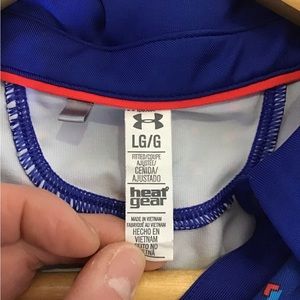 LG/G
FITTED/COUPE
AJUSTÉE/
CEÑIDA/
AJUSTADO
heat
gear
MADE IN VIETNAM
FABRIQUÉ AU VIETNAM
HECHO EN
VIETNAM